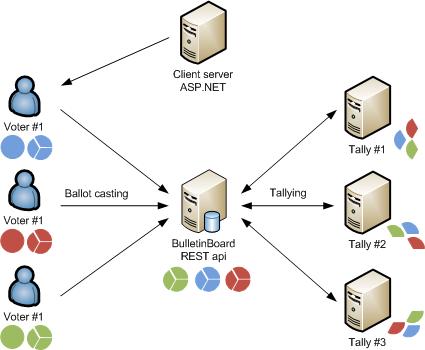 Client server
ASP.NET
Voter #1
Tally #1
Voter #1
Ballot casting
Tallying
BulletinBoard
REST api
Tally #2
Voter #1
Tally #3